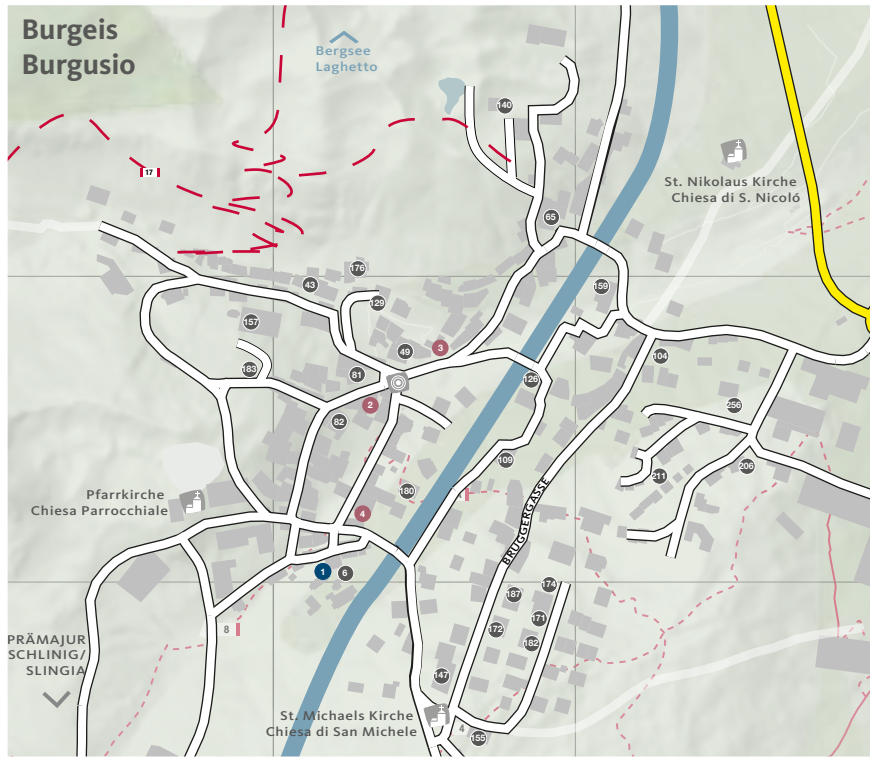 Burgeis
Burgusio
Bergsee
Laghetto
140
17
St. Nikolaus Kirche
Chiesa di S. Nicoló
65
176
43
129
159
157
49
3
104
183
81
126
2
256
82
109
206
211
180
Pfarrkirche
Chiesa Parrocchiale
4
BRUGGERGASSE
1
6
174
187
171
8
172
182
PRÄMAJUR
SCHLINIG/
SLINGIA
147
St. Michaels Kirche
Chiesa di San Michele
4
155